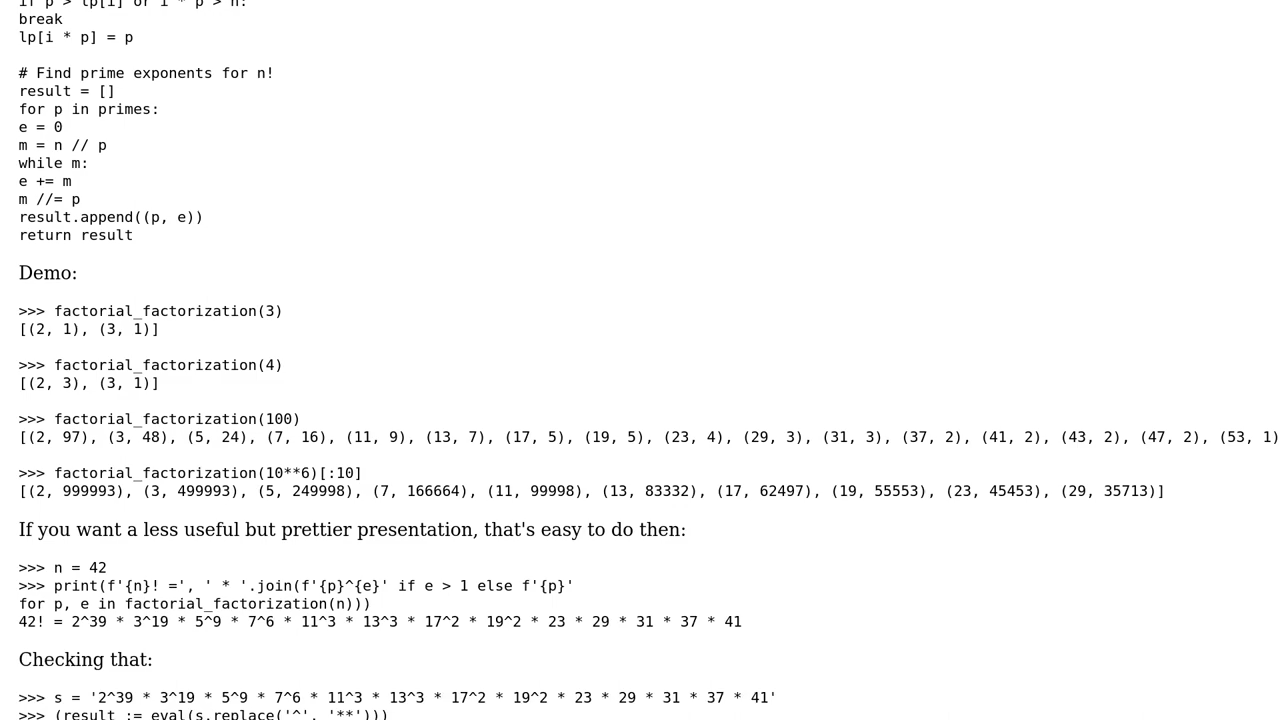 if p > lp[i] or i * p > n:
break
lp[i * p] = p
# Find prime exponents for n!
result = []
for p in primes:
e = 0
m = n // p
while m:
e += m
m //= p
result.append((p, e))
return result
Demo:
>>> factorial_factorization(3)
[(2, 1), (3, 1)]
>>> factorial_factorization(4)
[(2, 3), (3, 1)]
>>> factorial_factorization(100)
[(2, 97), (3, 48), (5, 24), (7, 16), (11, 9), (13, 7), (17, 5), (19, 5), (23, 4), (29, 3), (31, 3), (37, 2), (41, 2), (43, 2), (47, 2), (53, 1)
>>> factorial_factorization(10**6)[:10]
[(2, 999993), (3, 499993), (5, 249998), (7, 166664), (11, 99998), (13, 83332), (17, 62497), (19, 55553), (23, 45453), (29, 35713)]
If you want a less useful but prettier presentation, that's easy to do then:
>>> n = 42
>>> print(f'{n}! =', ' * '.join(f'{p}^{e}' if e > 1 else f'{p}'
for p, e in factorial_factorization(n)))
42! = 2^39 * 3^19 * 5^9 * 7^6 * 11^3 * 13^3 * 17^2 * 19^2 * 23 * 29 * 31 * 37 * 41
Checking that:
>>> s = '2^39 * 3^19 * 5^9 * 7^6 * 11^3 * 13^3 * 17^2 * 19^2 * 23 * 29 * 31 * 37 * 41'
>>> (result := eval(s.replace('^', '**')))